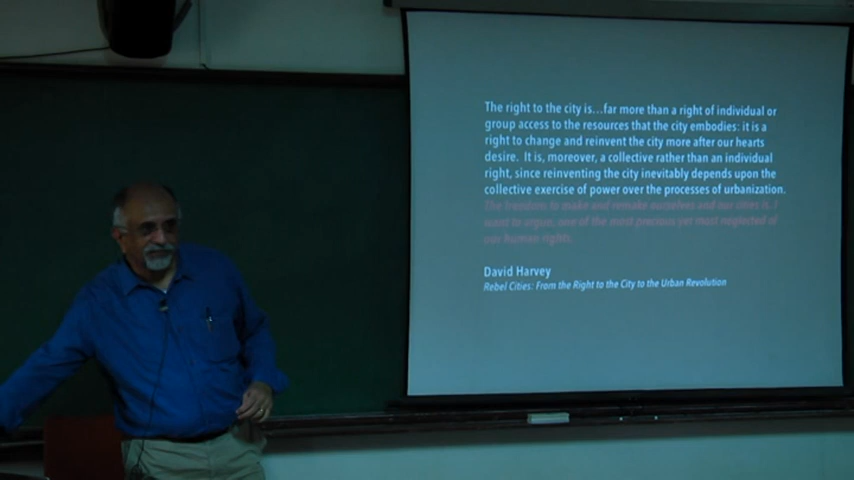 The right to the city is...far more than a right of individual or
group access to the resources that the city embodies: it is a
right to change and reinvent the city more after our hearts
desire. It is, moreover, a collective rather than an individual
right, since reinventing the city inevitably depends upon the
collective exercise of power over the processes of urbanization.
The freedom to make and remake ourselves and our cities is, I
want to argue, one of the most precious yet most neglected of
our human rights.
David Harvey
Rebel Cities: From the Right to the City to the Urban Revolution